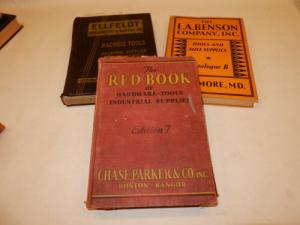 ELLFELDT
MACHINE TOOLS
THE
L.A. BENSON
COMPANY, INC.
TOOLS AND
MILL SUPPLIES
Catalogue B
MORE, MD.
The
RED BOOK
OF
HARDWARE-TOOLS
INDUSTRIAL SUPPLIES
Edition 7
CHASE, PARKER & CO. INC.
BOSTON - BANGOR